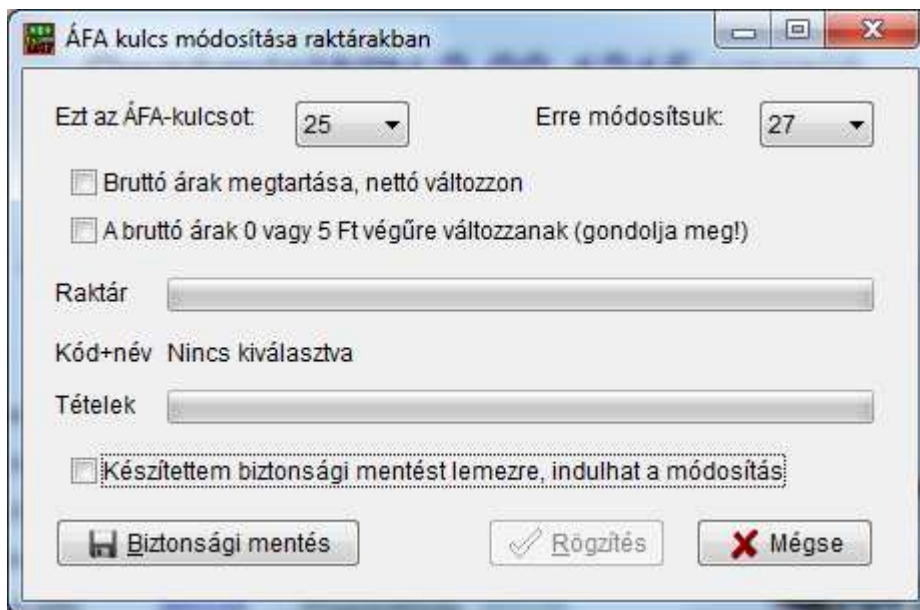 ÁFA kulcs módosítása raktárakban
Ezt az ÁFA-kulcsot: 25 Erre módosítsuk: 27
Bruttó árak megtartása, nettó változzon
A bruttó árak 0 vagy 5 Ft végűre változzanak (gondolja meg!)
Raktár
Kód+név Nincs kiválasztva
Tételek
Készítettem biztonsági mentést lemezre, indulhat a módosítás
Biztonsági mentés Rögzítés Mégse